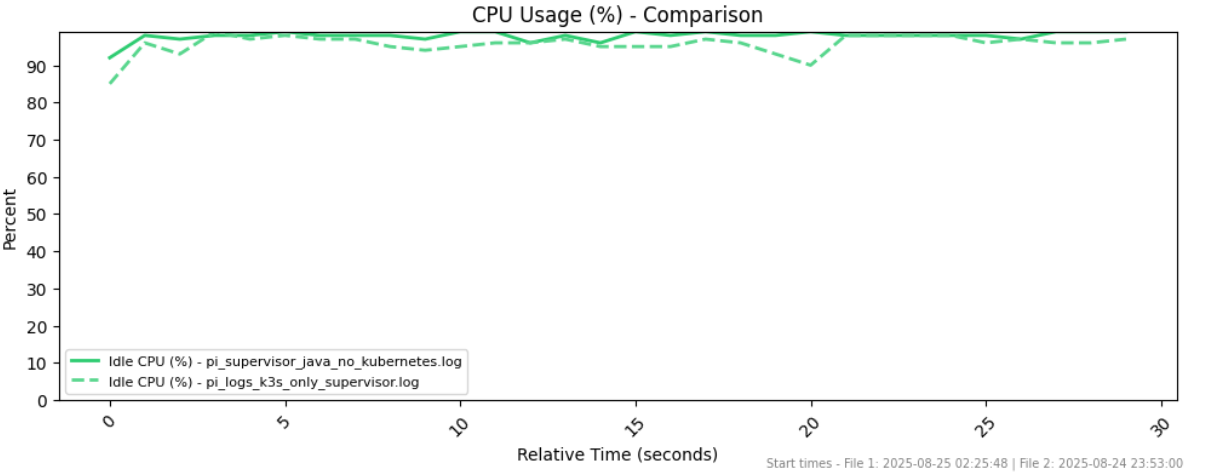 CPU Usage (%) - Comparison
Percent
90
80
70
60
50
40
30
20
10
0
Idle CPU (%) - pi_supervisor_java_no_kubernetes.log
Idle CPU (%) - pi_logs_k3s_only_supervisor.log
0
5
10
15
20
25
30
Relative Time (seconds)
Start times - File 1: 2025-08-25 02:25:48 | File 2: 2025-08-24 23:53:00